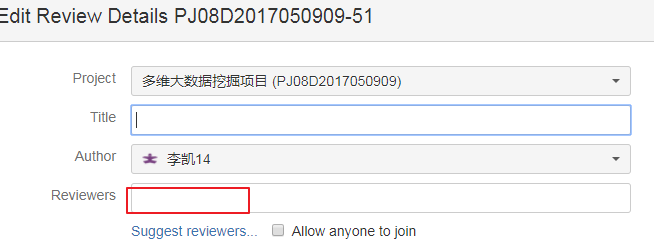 Edit Review Details PJ08D2017050909-51
Project 多维大数据挖掘项目 (PJ08D2017050909)
Title
Author 李凯14
Reviewers
Suggest reviewers... Allow anyone to join